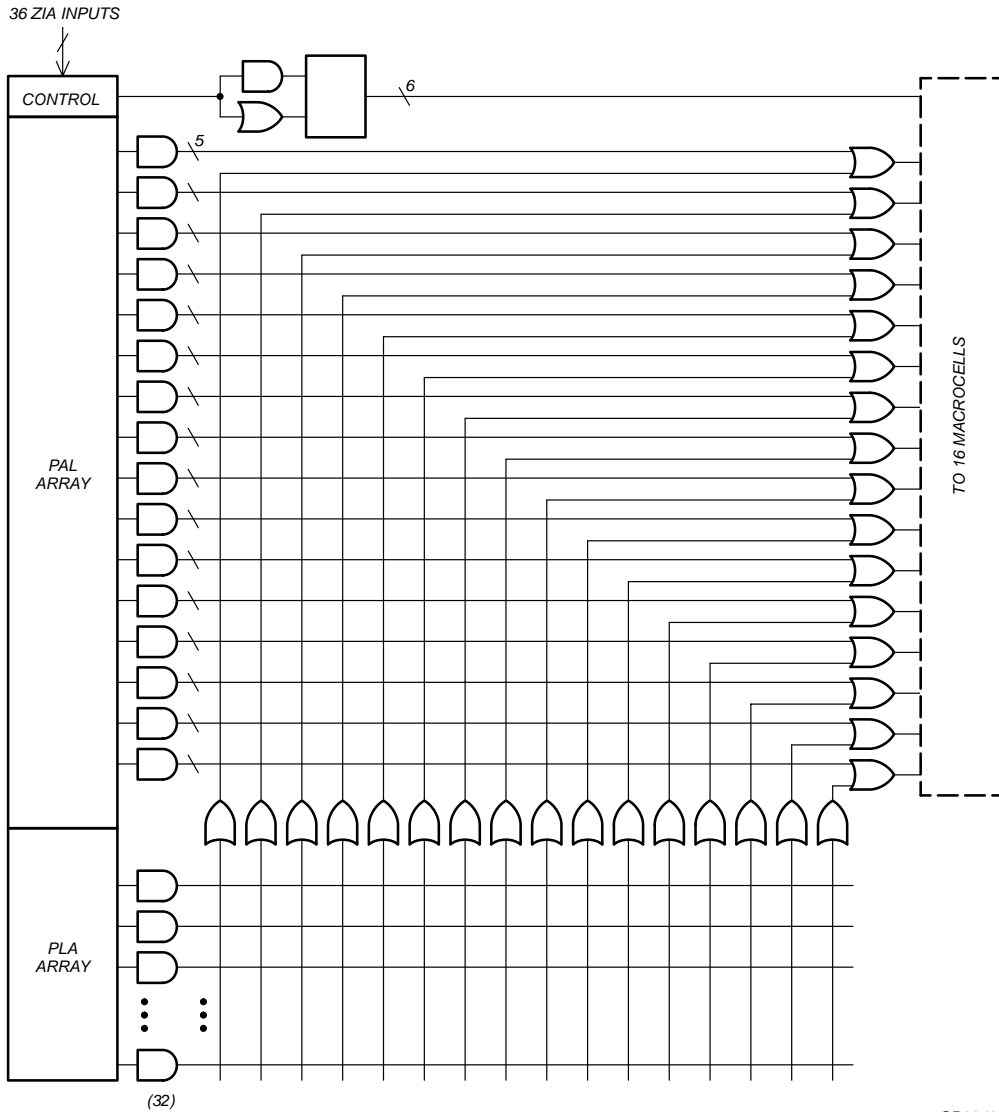 36 ZIA INPUTS
CONTROL
6
5
PAL
ARRAY
TO 16 MACROCELLS
PLA
ARRAY
(32)